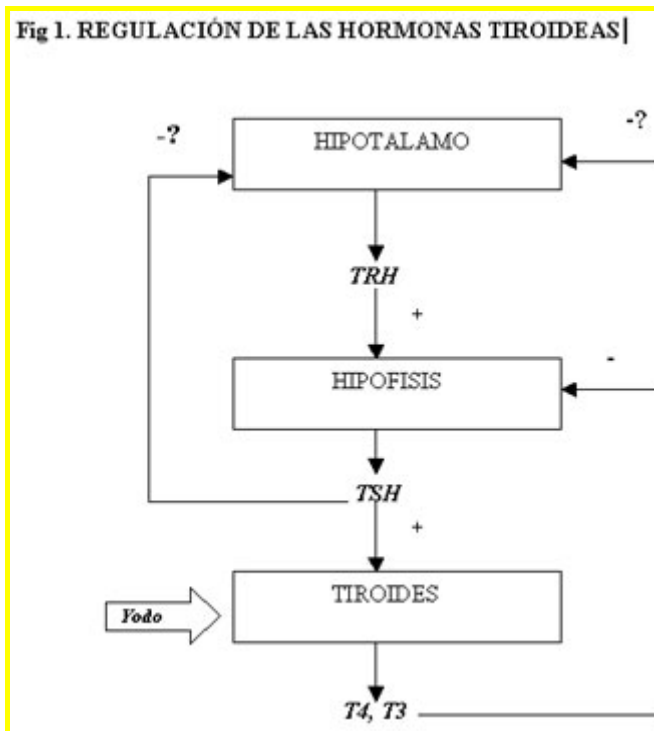 Fig 1. REGULACIÓN DE LAS HORMONAS TIROIDEAS
-?
-?
HIPOTALAMO
TRH
+
-
HIPOFISIS
TSH
+
TIROIDES
Yodo
T4, T3